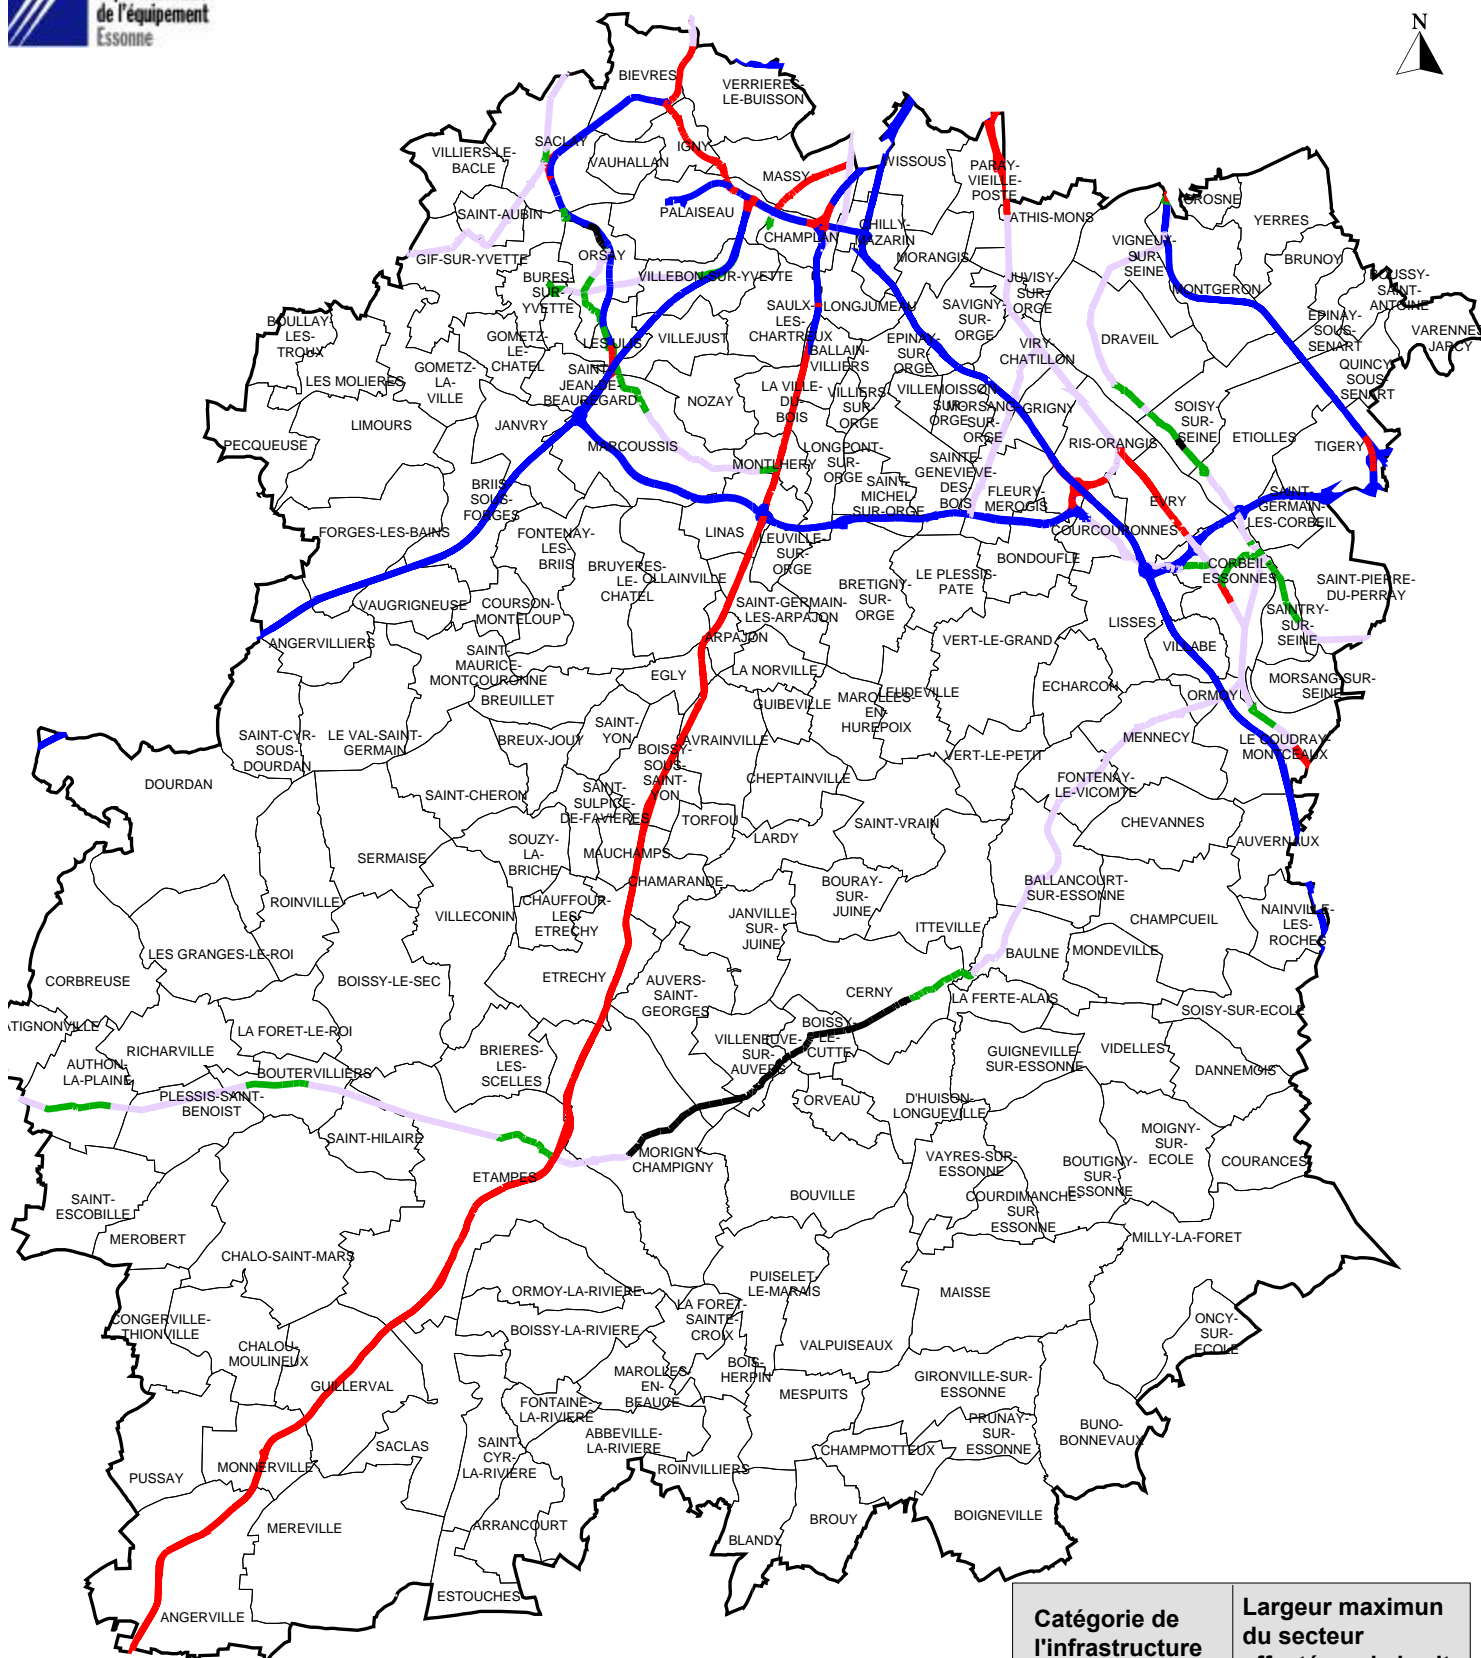 de l'équipement
Essonne
N
BIEVRES
VERRIERES-
LE-BUISSON
SACLAY
VILLIERS-LE-
BACLE
VAUHALLAN
IGNY
MASSY
WISSOUS
PARAY-
VIEILLE-
POSTE
SAINT-AUBIN
PALAISEAU
CHAMPLAN
CHILLY-
MAZARIN
ATHIS-MONS
CROSNE
YERRES
VIGNEUX-
SUR-
SEINE
BRUNOY
GIF-SUR-YVETTE
ORSAY
BURES-
SUR-
YVETTE
VILLEBON-SUR-YVETTE
MORANGIS
JUVISY-
SUR-
ORGE
MONTGERON
BOUSSY-
SAINT-
ANTOINE
EPINAY-
SOUS-
SENART
VARENNES-
JARCY
BOULLAY-
LES-
TROUX
GOMETZ-
LE-
CHATEL
LES ULIS
VILLEJUST
SAULX-
LES-
CHARTREUX
LONGJUMEAU
SAVIGNY-
SUR-
ORGE
EPINAY-
SUR-
ORGE
VIRY-
CHATILLON
DRAVEIL
QUINCY-
SOUS-
SENART
LES MOLIERES
GOMETZ-
LA-
VILLE
SAINT-
JEAN-DE-
BEAUREGARD
BALLAIN-
VILLIERS
NOZAY
LA VILLE-
DU-
BOIS
VILLIERS-
SUR-
ORGE
VILLEMOISSON-
SUR-
ORGE
MORSANG-
SUR-
ORGE
GRIGNY
SOISY-
SUR-
SEINE
ETIOLLES
TIGERY
PECQUEUSE
LIMOURS
JANVRY
MARCOUSSIS
MONTLHERY
LONGPONT-
SUR-
ORGE
SAINTE-
GENEVIEVE-
DES-
BOIS
RIS-ORANGIS
BRIIS-
SOUS-
FORGES
SAINT-
MICHEL-
SUR-ORGE
FLEURY-
MEROGIS
EVRY
SAINT-
GERMAIN-
LES-CORBEIL
FORGES-LES-BAINS
FONTENAY-
LES-
BRIIS
LINAS
LEUVILLE-
SUR-
ORGE
COURCOURONNES
BONDOUFLE
CORBEIL-
ESSONNES
BRUYERES-
LE-
CHATEL
OLLAINVILLE
BRETIGNY-
SUR-
ORGE
LE PLESSIS-
PATE
SAINT-PIERRE-
DU-PERRAY
VAUGRIGNEUSE
COURSON-
MONTELOUP
SAINT-GERMAIN-
LES-ARPAJON
LISSES
SAINTRY-
SUR-
SEINE
ANGERVILLIERS
SAINT-
MAURICE-
MONTCOURONNE
ARPAJON
VERT-LE-GRAND
VILLABE
EGLY
LA NORVILLE
ECHARCON
MORSANG-SUR-
SEINE
BREUILLET
GUIBEVILLE
MAROLLES-
EN-
HUREPOIX
LEUDEVILLE
ORMOY
SAINT-CYR-
SOUS-
DOURDAN
LE VAL-SAINT-
GERMAIN
BREUX-JOUY
SAINT-
YON
BOISSY-
SOUS-
SAINT-
YON
AVRAINVILLE
MENNECY
LE COUDRAY-
MONTCEAUX
VERT-LE-PETIT
DOURDAN
CHEPTAINVILLE
FONTENAY-
LE-VICOMTE
SAINT-CHERON
SAINT-
SULPICE-
DE-FAVIERES
TORFOU
LARDY
SAINT-VRAIN
CHEVANNES
AUVERNAUX
SERMAISE
SOUZY-
LA-
BRICHE
MAUCHAMPS
CHAMARANDE
BOURAY-
SUR-
JUINE
BALLANCOURT-
SUR-ESSONNE
ROINVILLE
VILLECONIN
CHAUFFOUR-
LES-
ETRECHY
JANVILLE-
SUR-
JUINE
ITTEVILLE
CHAMPCUEIL
NAINVILLE-
LES-
ROCHES
LES GRANGES-LE-ROI
BAULNE
MONDEVILLE
CORBREUSE
BOISSY-LE-SEC
ETRECHY
AUVERS-
SAINT-
GEORGES
CERNY
LA FERTE-ALAIS
SOISY-SUR-ECOLE
ATIGNONVILLE
LA FORET-LE-ROI
BOISSY-
LE-
CUTTE
RICHARVILLE
VILLENEUVE-
SUR-
AUVERS
GUIGNEVILLE-
SUR-ESSONNE
VIDELLES
AUTHON-
LA-PLAINE
BOUTERVILLIERS
BRIERES-
LES-
SCELLES
DANNEMOIS
PLESSIS-SAINT-
BENOIST
ORVEAU
D'HUISON-
LONGUEVILLE
SAINT-HILAIRE
MORIGNY-
CHAMPIGNY
MOIGNY-
SUR-
ECOLE
ETAMPES
VAYRES-SUR-
ESSONNE
BOUTIGNY-
SUR-
ESSONNE
COURANCES
SAINT-
ESCOBILLE
BOUVILLE
COURDIMANCHE-
SUR-
ESSONNE
MEROBERT
CHALO-SAINT-MARS
MILLY-LA-FORET
ORMOY-LA-RIVIERE
PUISELET-
LE-MARAIS
MAISSE
CONGERVILLE-
THIONVILLE
BOISSY-LA-RIVIERE
LA FORET-
SAINTE-
CROIX
ONCY-
SUR-
ECOLE
CHALOU-
MOULINEUX
VALPUISEAUX
GUILLERVAL
MAROLLES-
EN-
BEAUCE
BOIS-
HERPIN
MESPUITS
GIRONVILLE-SUR-
ESSONNE
FONTAINE-
LA-RIVIERE
PRUNAY-
SUR-
ESSONNE
BUNO-
BONNEVAUX
SACLAS
SAINT-
CYR-
LA-RIVIERE
ABBEVILLE-
LA-RIVIERE
CHAMPMOTTEUX
PUSSAY
MONNERVILLE
ROINVILLIERS
MEREVILLE
ARRANCOURT
BLANDY
BROUY
BOIGNEVILLE
ESTOUCHES
ANGERVILLE
Catégorie de
l'infrastructure
Largeur maximun
du secteur